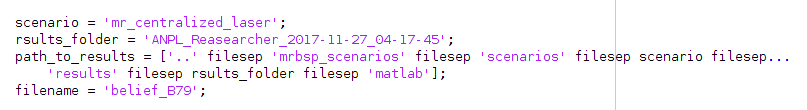 scenario = 'mr_centralized_laser';
rsults_folder = 'ANPL_Reasearcher_2017-11-27_04-17-45';
path_to_results = ['..' filesep 'mrbsp_scenarios' filesep 'scenarios' filesep scenario filesep...
'results' filesep rsults_folder filesep 'matlab'];
filename = 'belief_B79';